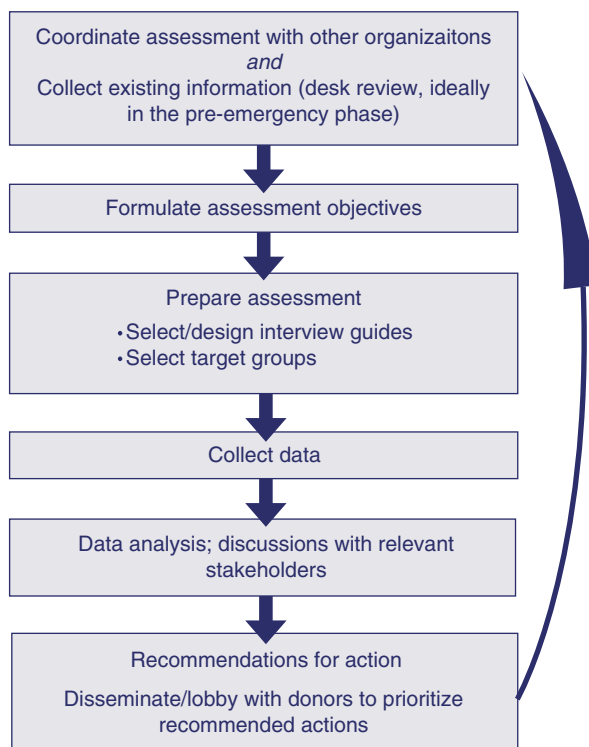 Coordinate assessment with other organizaitons
and
Collect existing information (desk review, ideally
in the pre-emergency phase)
Formulate assessment objectives
Prepare assessment
•Select/design interview guides
•Select target groups
Collect data
Data analysis; discussions with relevant
stakeholders
Recommendations for action
Disseminate/lobby with donors to prioritize
recommended actions